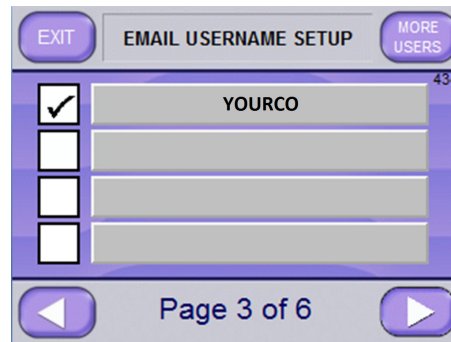 EXIT
EMAIL USERNAME SETUP
MORE
USERS
43
YOURCO
Page 3 of 6